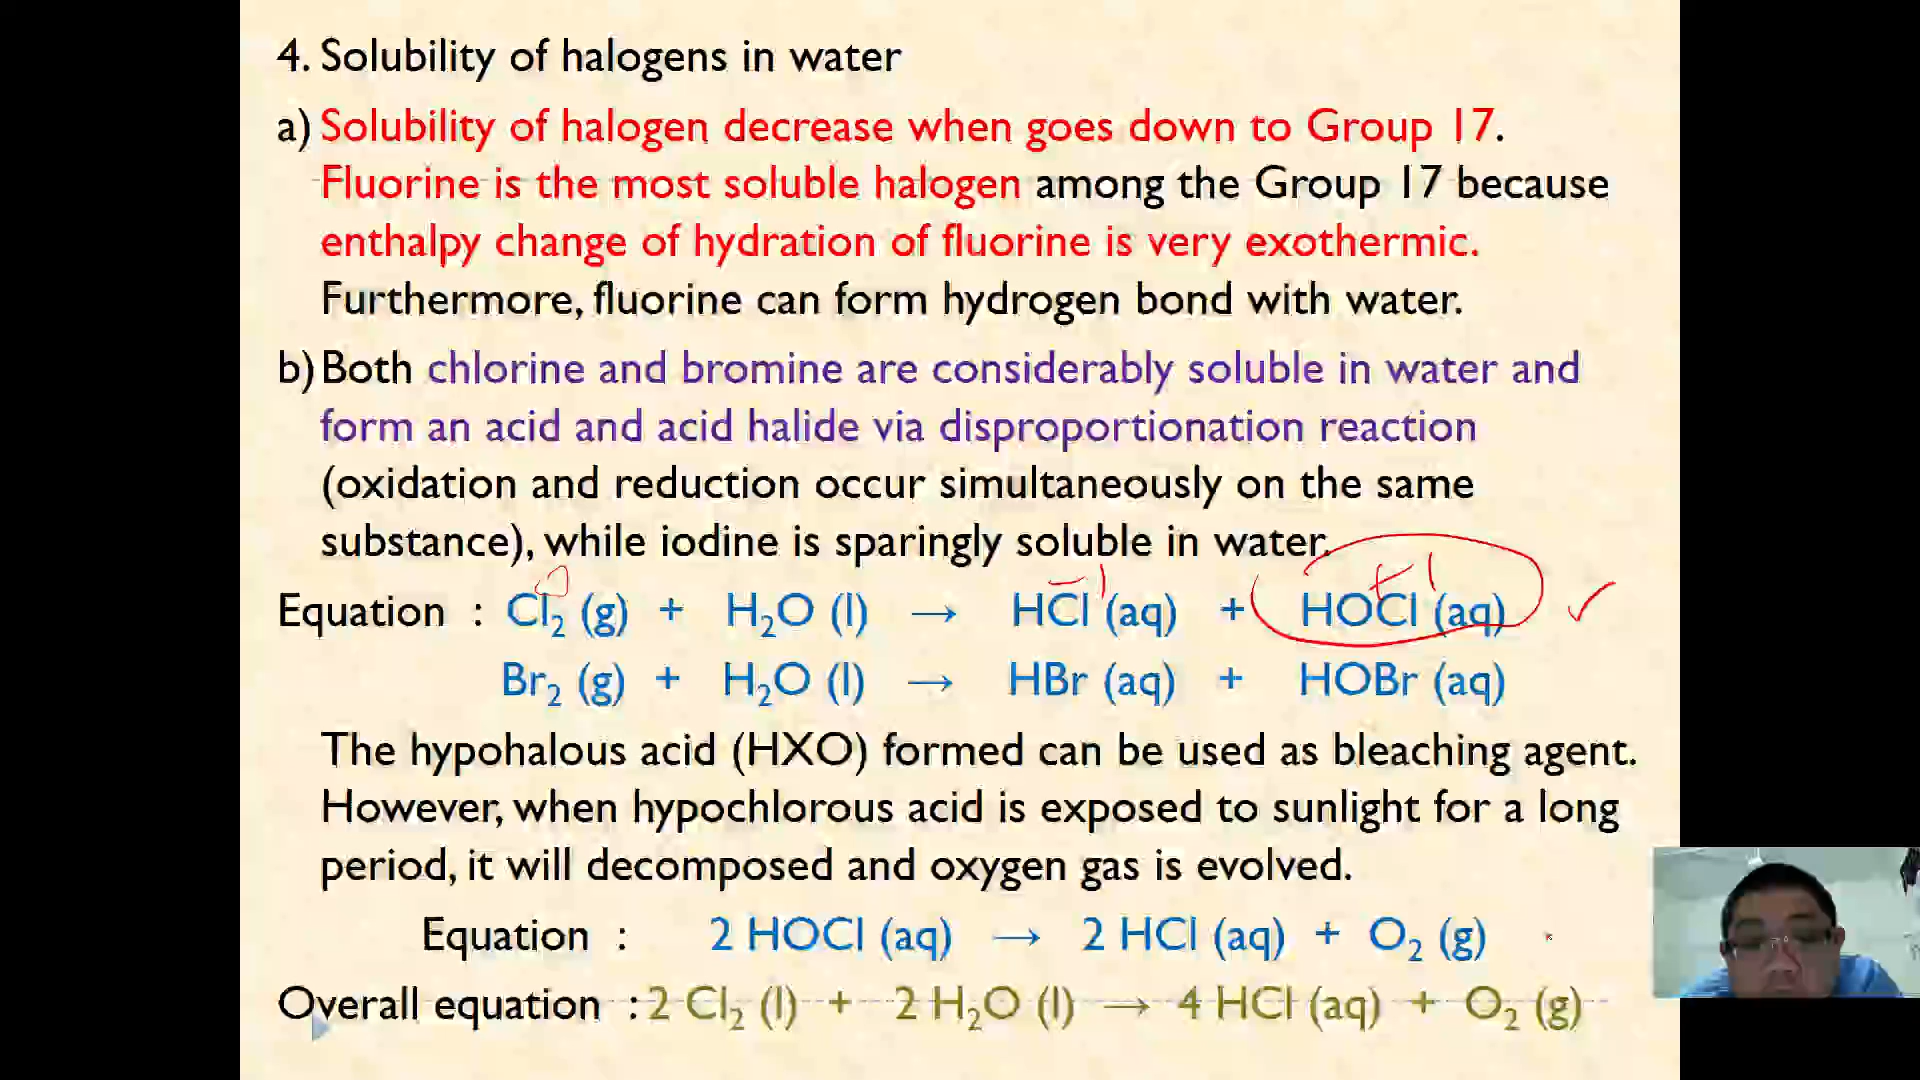 4. Solubility of halogens in water
a) Solubility of halogen decrease when goes down to Group 17.
Fluorine is the most soluble halogen among the Group 17 because
enthalpy change of hydration of fluorine is very exothermic.
Furthermore, fluorine can form hydrogen bond with water.
b) Both chlorine and bromine are considerably soluble in water and
form an acid and acid halide via disproportionation reaction
(oxidation and reduction occur simultaneously on the same
substance), while iodine is sparingly soluble in water.
0 -1 +1
Equation : Cl₂ (g) + H₂O (l) → HCl (aq) + HOCl (aq) ✓
Br₂ (g) + H₂O (l) → HBr (aq) + HOBr (aq)
The hypohalous acid (HXO) formed can be used as bleaching agent.
However, when hypochlorous acid is exposed to sunlight for a long
period, it will decomposed and oxygen gas is evolved.
Equation : 2 HOCl (aq) → 2 HCl (aq) + O₂ (g)
Overall equation : 2 Cl₂ (l) + 2 H₂O (l) → 4 HCl (aq) + O₂ (g)